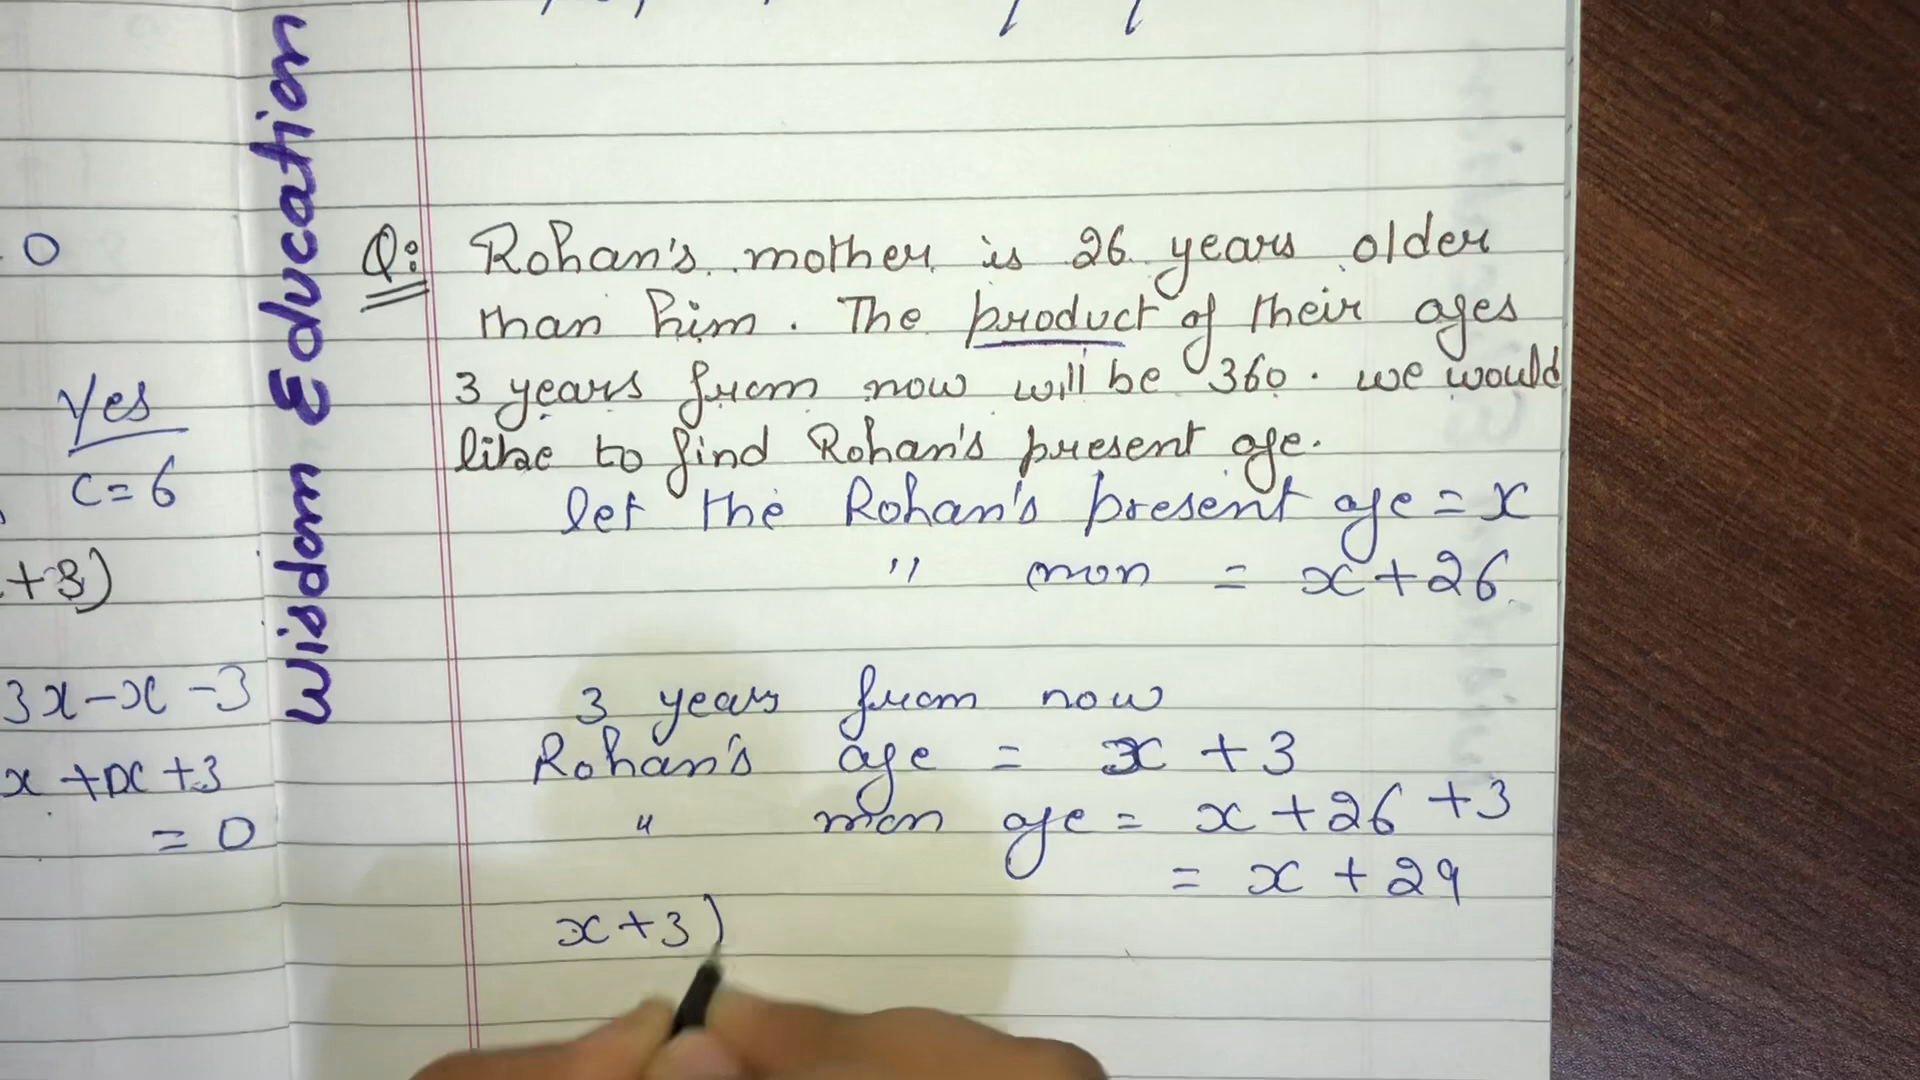 0
Yes
c=6
+3)
3x-x-3
x+x+3
=0
Wisdom Education
Q: Rohan's mother is 26 years older
than him. The product of their ages
3 years from now will be 360. we would
like to find Rohan's present age.
let the Rohan's present age = x
" mom = x+26
3 years from now
Rohan's age = x +3
" mom age = x+26+3
= x+29
x+3)